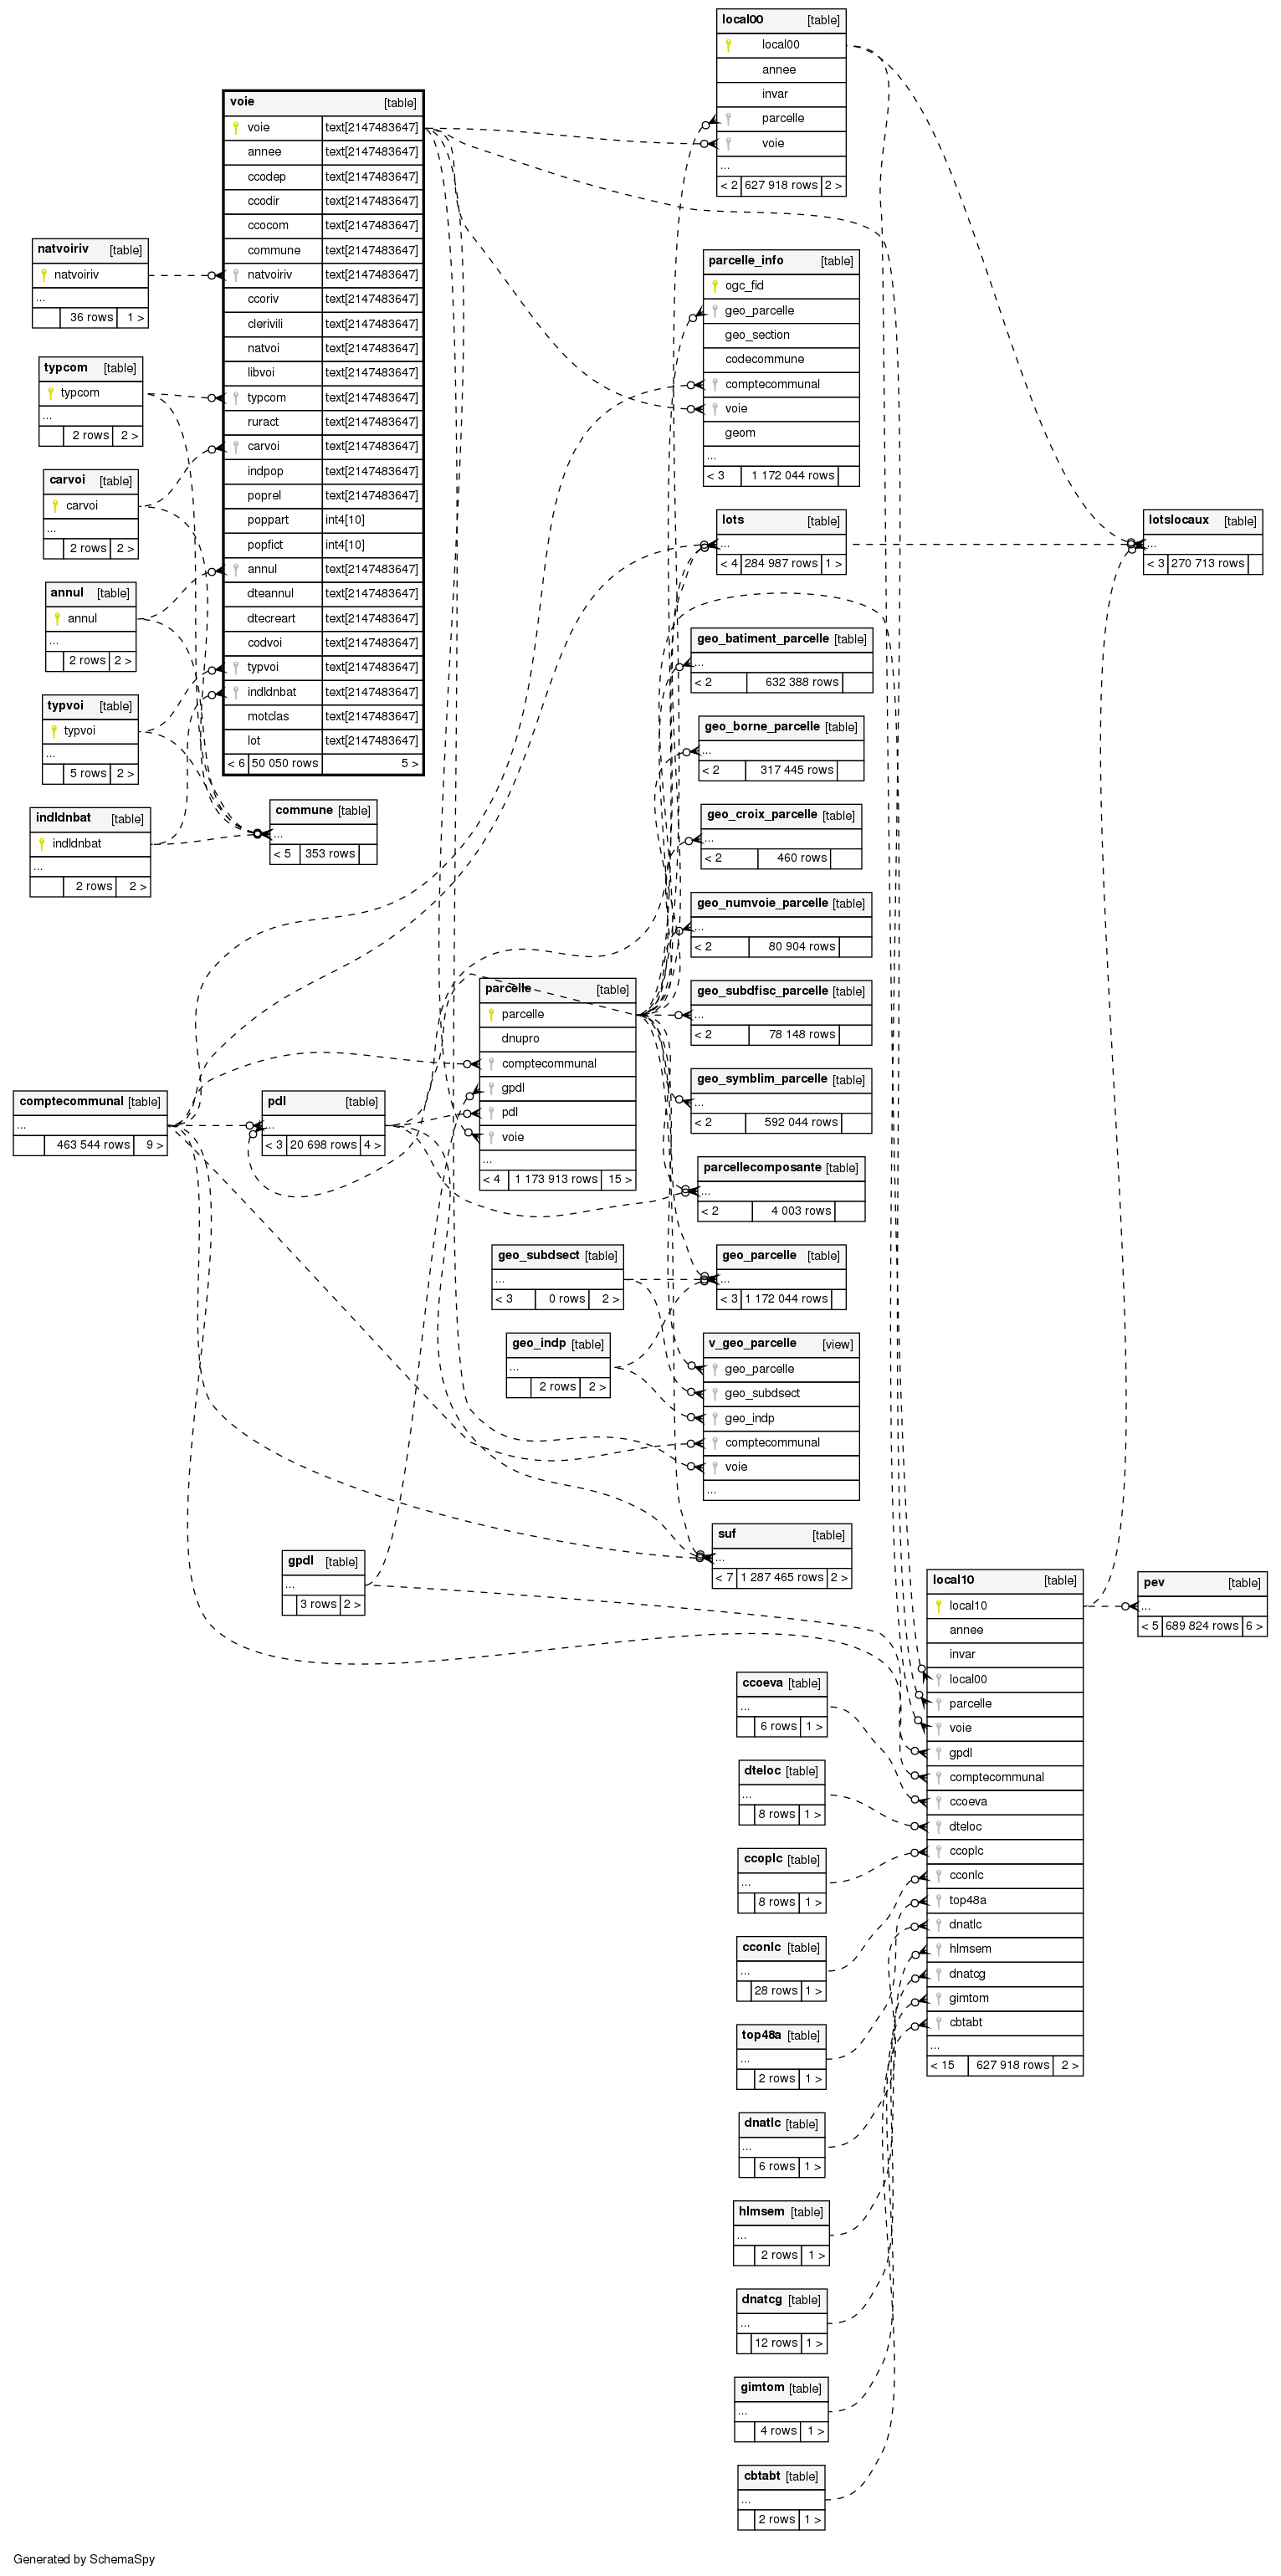 local00 [table]
local00
annee
invar
parcelle
voie
...
< 2 627 918 rows 2 >
voie [table]
voie text[2147483647]
annee text[2147483647]
ccodep text[2147483647]
ccodir text[2147483647]
ccocom text[2147483647]
commune text[2147483647]
natvoiriv text[2147483647]
ccoriv text[2147483647]
clerivili text[2147483647]
natvoi text[2147483647]
libvoi text[2147483647]
typcom text[2147483647]
ruract text[2147483647]
carvoi text[2147483647]
indpop text[2147483647]
poprel text[2147483647]
poppart int4[10]
popfict int4[10]
annul text[2147483647]
dteannul text[2147483647]
dtecreart text[2147483647]
codvoi text[2147483647]
typvoi text[2147483647]
indldnbat text[2147483647]
motclas text[2147483647]
lot text[2147483647]
< 6 50 050 rows 5 >
natvoiriv [table]
natvoiriv
...
36 rows 1 >
typcom [table]
typcom
...
2 rows 2 >
carvoi [table]
carvoi
...
2 rows 2 >
annul [table]
annul
...
2 rows 2 >
typvoi [table]
typvoi
...
5 rows 2 >
indldnbat [table]
indldnbat
...
2 rows 2 >
commune [table]
...
< 5 353 rows
parcelle_info [table]
ogc_fid
geo_parcelle
geo_section
codecommune
comptecommunal
voie
geom
...
< 3 1 172 044 rows
lots [table]
...
< 4 284 987 rows 1 >
lotslocaux [table]
...
< 3 270 713 rows
geo_batiment_parcelle [table]
...
< 2 632 388 rows
geo_borne_parcelle [table]
...
< 2 317 445 rows
geo_croix_parcelle [table]
...
< 2 460 rows
geo_numvoie_parcelle [table]
...
< 2 80 904 rows
parcelle [table]
parcelle
dnupro
comptecommunal
gpdl
pdl
voie
...
< 4 1 173 913 rows 15 >
geo_subdfisc_parcelle [table]
...
< 2 78 148 rows
geo_symblim_parcelle [table]
...
< 2 592 044 rows
comptecommunal [table]
...
463 544 rows 9 >
pdl [table]
...
< 3 20 698 rows 4 >
parcellecomposante [table]
...
< 2 4 003 rows
geo_subdsect [table]
...
< 3 0 rows 2 >
geo_parcelle [table]
...
< 3 1 172 044 rows
geo_indp [table]
...
2 rows 2 >
v_geo_parcelle [view]
geo_parcelle
geo_subdsect
geo_indp
comptecommunal
voie
...
suf [table]
...
< 7 1 287 465 rows 2 >
gpdl [table]
...
3 rows 2 >
local10 [table]
local10
annee
invar
local00
parcelle
voie
gpdl
comptecommunal
ccoeva
dteloc
ccoplc
cconlc
top48a
dnatlc
hlmsem
dnatcg
gimtom
cbtabt
...
< 15 627 918 rows 2 >
pev [table]
...
< 5 689 824 rows 6 >
ccoeva [table]
...
6 rows 1 >
dteloc [table]
...
8 rows 1 >
ccoplc [table]
...
8 rows 1 >
cconlc [table]
...
28 rows 1 >
top48a [table]
...
2 rows 1 >
dnatlc [table]
...
6 rows 1 >
hlmsem [table]
...
2 rows 1 >
dnatcg [table]
...
12 rows 1 >
gimtom [table]
...
4 rows 1 >
cbtabt [table]
...
2 rows 1 >
Generated by SchemaSpy